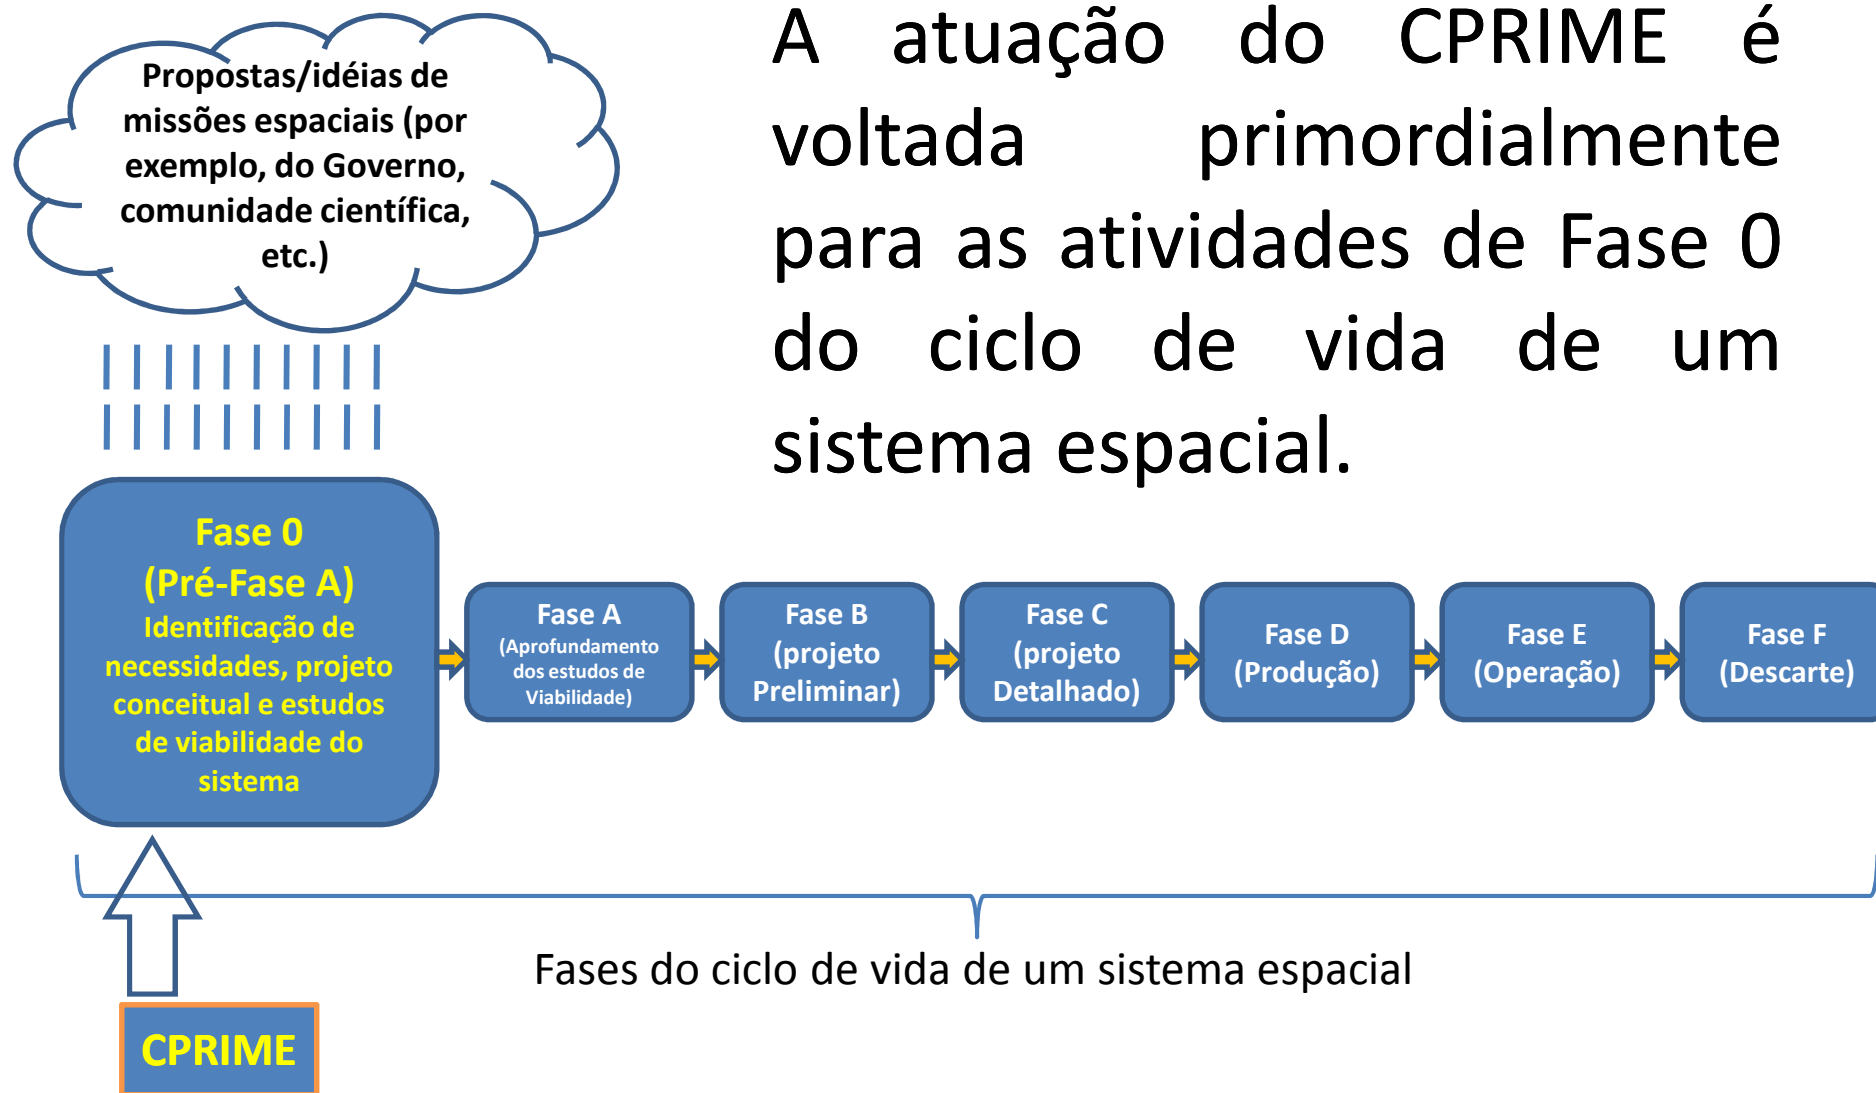 Propostas/idéias de
missões espaciais (por
exemplo, do Governo,
comunidade científica,
etc.)
A atuação do CPRIME é
voltada primordialmente
para as atividades de Fase 0
do ciclo de vida de um
sistema espacial.
Fase 0
(Pré-Fase A)
Identificação de
necessidades, projeto
conceitual e estudos
de viabilidade do
sistema
Fase A
(Aprofundamento
dos estudos de
Viabilidade)
Fase B
(projeto
Preliminar)
Fase C
(projeto
Detalhado)
Fase D
(Produção)
Fase E
(Operação)
Fase F
(Descarte)
Fases do ciclo de vida de um sistema espacial
CPRIME